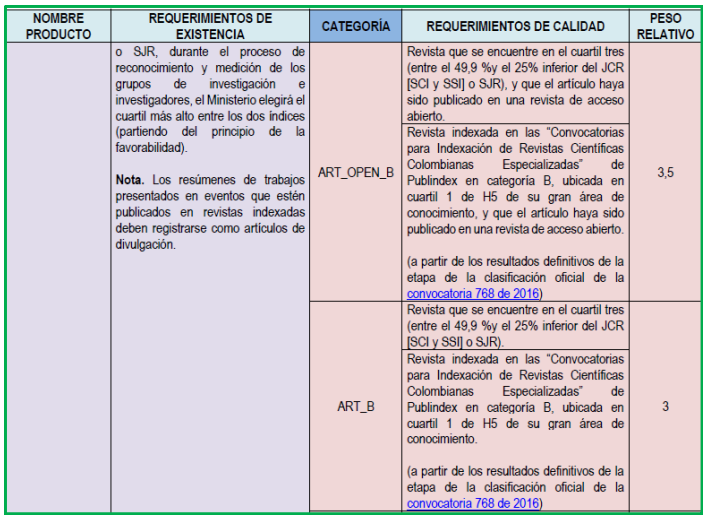 NOMBRE
PRODUCTO
REQUERIMIENTOS DE
EXISTENCIA
CATEGORÍA
REQUERIMIENTOS DE CALIDAD
PESO
RELATIVO
o SJR, durante el proceso de
reconocimiento y medición de los
grupos de investigación e
investigadores, el Ministerio elegirá el
cuartil más alto entre los dos índices
(partiendo del principio de la
favorabilidad).
Nota. Los resúmenes de trabajos
presentados en eventos que estén
publicados en revistas indexadas
deben registrarse como artículos de
divulgación.
ART_OPEN_B
Revista que se encuentre en el cuartil tres
(entre el 49,9 %y el 25% inferior del JCR
[SCI y SSI] o SJR), y que el artículo haya
sido publicado en una revista de acceso
abierto.
Revista indexada en las “Convocatorias
para Indexación de Revistas Científicas
Colombianas Especializadas” de
Publindex en categoría B, ubicada en
cuartil 1 de H5 de su gran área de
conocimiento, y que el artículo haya sido
publicado en una revista de acceso abierto.
(a partir de los resultados definitivos de la
etapa de la clasificación oficial de la
convocatoria 768 de 2016)
3,5
ART_B
Revista que se encuentre en el cuartil tres
(entre el 49,9 %y el 25% inferior del JCR
[SCI y SSI] o SJR).
Revista indexada en las “Convocatorias
para Indexación de Revistas Científicas
Colombianas Especializadas” de
Publindex en categoría B, ubicada en
cuartil 1 de H5 de su gran área de
conocimiento.
(a partir de los resultados definitivos de la
etapa de la clasificación oficial de la
convocatoria 768 de 2016)
3